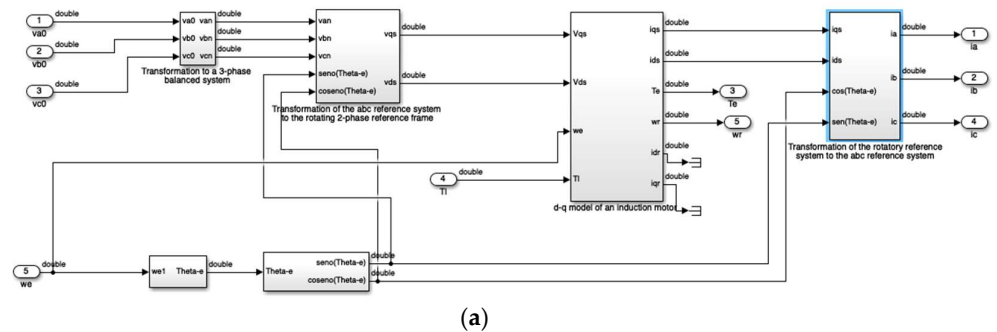 double
1
va0
double
2
vb0
double
3
vc0
va0 van
vb0 vbn
vc0 vcn
Transformation to a 3-phase
balanced system
double
double
double
van
vbn
vcn
seno(Theta-e)
coseno(Theta-e)
Vqs
Vds
Transformation of the abc reference system
to the rotating 2-phase reference frame
double
double
Vqs
Vds
we
Tl
iqs
ids
Te
wr
idr
iqr
d-q model of an induction motor
double
double
double
double
double
double
3
Te
5
wr
4
Tl
double
iqs
ids
cos(Theta-e)
sen(Theta-e)
ia
ib
ic
Transformation of the rotatory reference
system to the abc reference system
double
1
ia
double
2
ib
double
4
ic
5
we
double
we1 Theta-e
double
Theta-e
seno(Theta-e)
coseno(Theta-e)
double
double
(a)